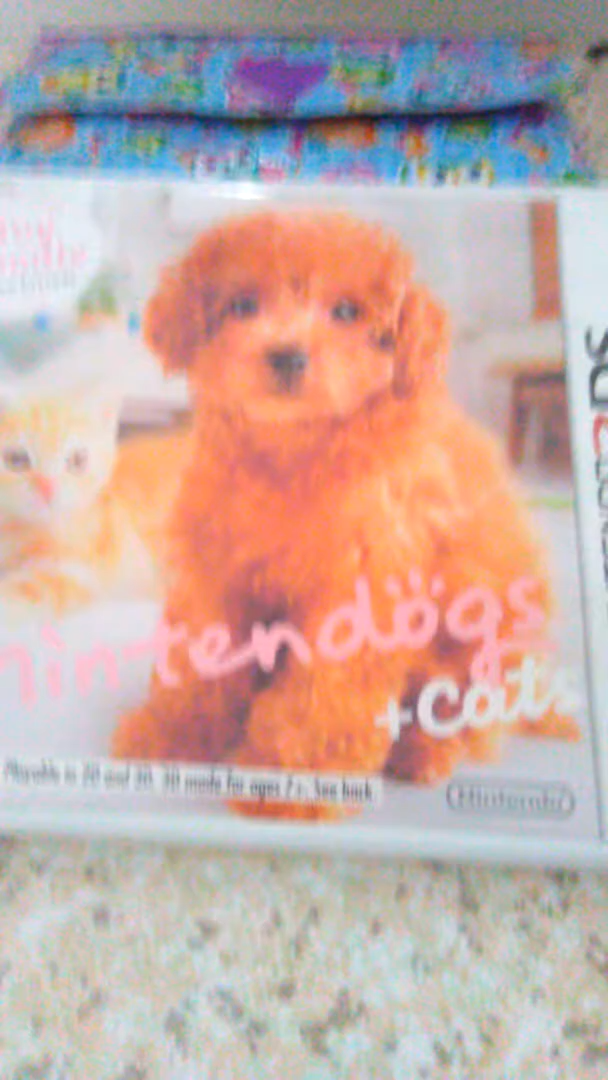 nintendogs
+cats
Playable in 2D and 3D. 3D mode for ages 7+. See back.
Nintendo
3DS